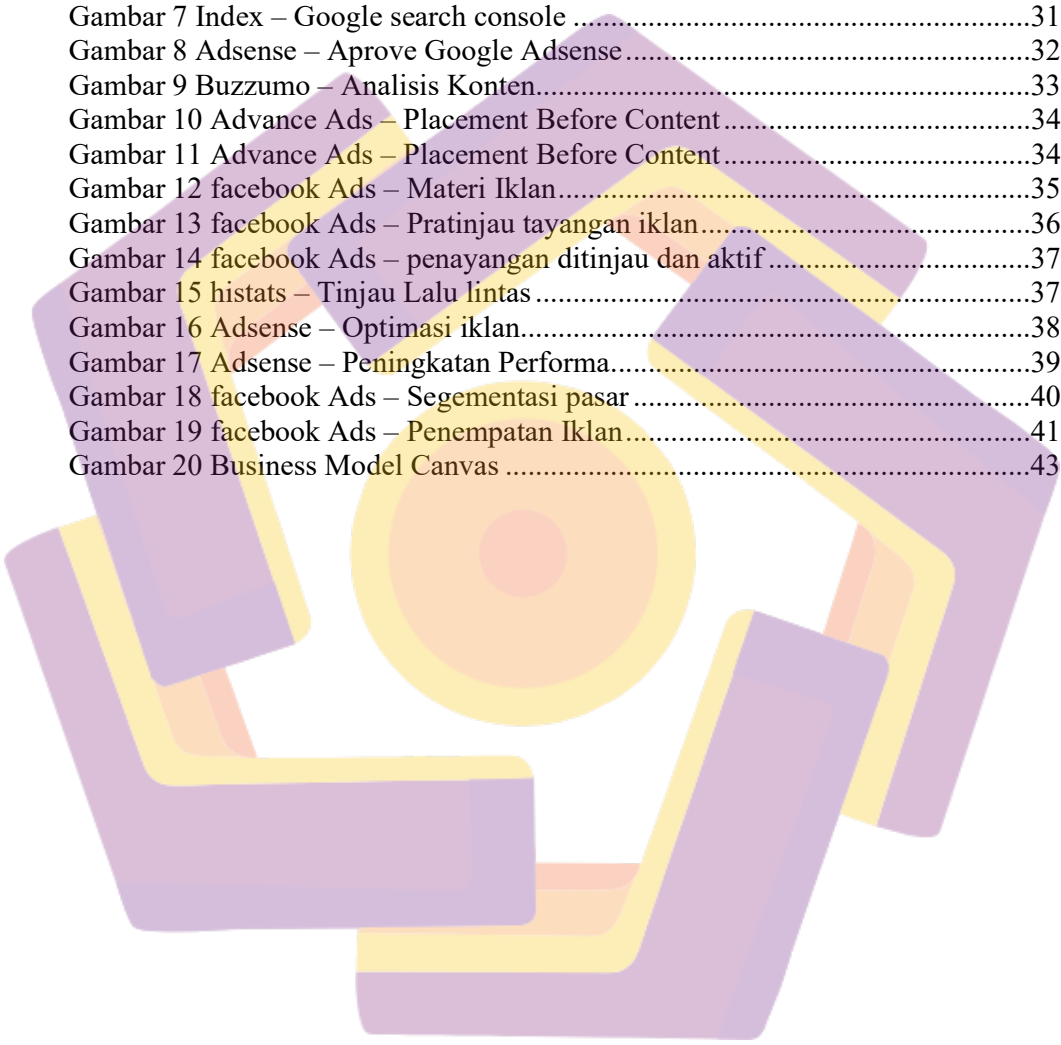 Gambar 7 Index – Google search console ..........................................................31
Gambar 8 Adsense – Aprove Google Adsense ...................................................32
Gambar 9 Buzzumo – Analisis Konten..............................................................33
Gambar 10 Advance Ads – Placement Before Content .......................................34
Gambar 11 Advance Ads – Placement Before Content .......................................34
Gambar 12 facebook Ads – Materi Iklan...........................................................35
Gambar 13 facebook Ads – Pratinjau tayangan iklan .........................................36
Gambar 14 facebook Ads – penayangan ditinjau dan aktif .................................37
Gambar 15 histats – Tinjau Lalu lintas ..............................................................37
Gambar 16 Adsense – Optimasi iklan................................................................38
Gambar 17 Adsense – Peningkatan Performa.....................................................39
Gambar 18 facebook Ads – Segementasi pasar ..................................................40
Gambar 19 facebook Ads – Penempatan Iklan ...................................................41
Gambar 20 Business Model Canvas ..................................................................43